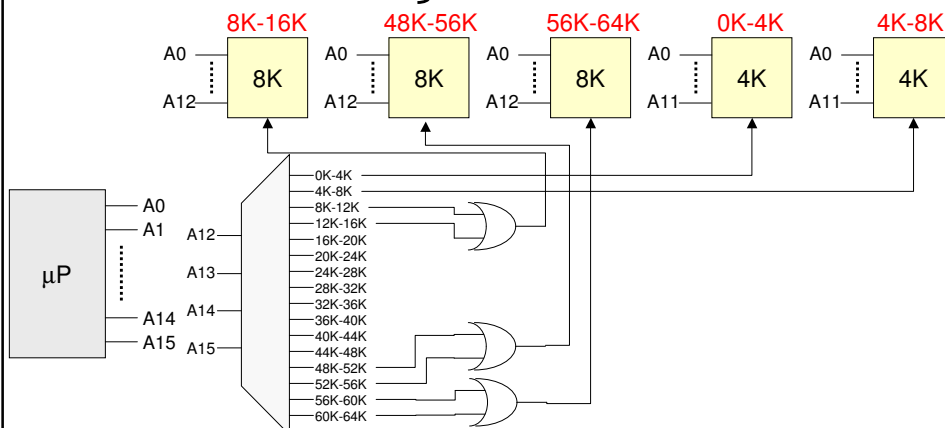 8K-16K 48K-56K 56K-64K 0K-4K 4K-8K
A0 A0 A0 A0 A0
8K 8K 8K 4K 4K
A12 A12 A12 A11 A11
0K-4K
4K-8K
8K-12K
12K-16K
16K-20K
20K-24K
24K-28K
28K-32K
32K-36K
36K-40K
40K-44K
44K-48K
48K-52K
52K-56K
56K-60K
60K-64K
A12
A13
A14
A15
μP
A0
A1
A14
A15